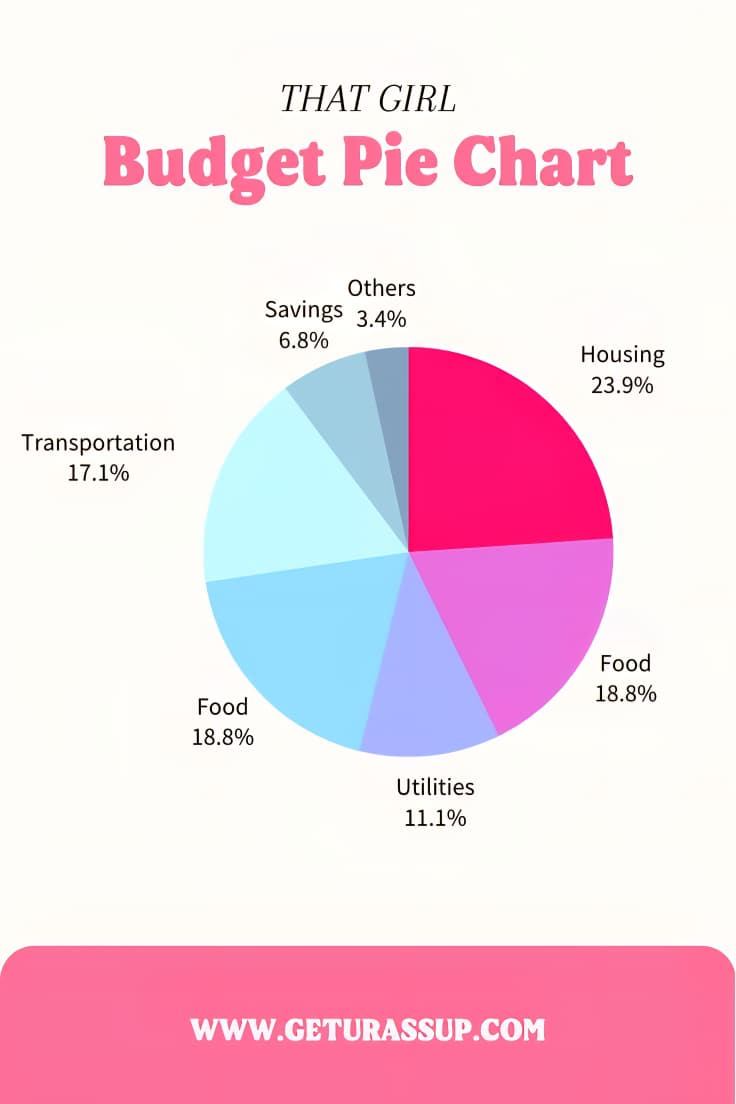 THAT GIRL
Budget Pie Chart
Others
3.4%
Savings
6.8%
Housing
23.9%
Transportation
17.1%
Food
18.8%
Food
18.8%
Utilities
11.1%
WWW.GETURASSUP.COM